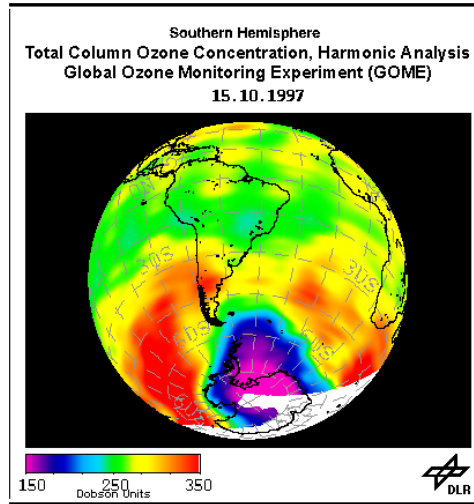 Southern Hemisphere
Total Column Ozone Concentration, Harmonic Analysis
Global Ozone Monitoring Experiment (GOME)
15.10.1997
30S
30S
60S
150 250 350
Dobson Units
DLR